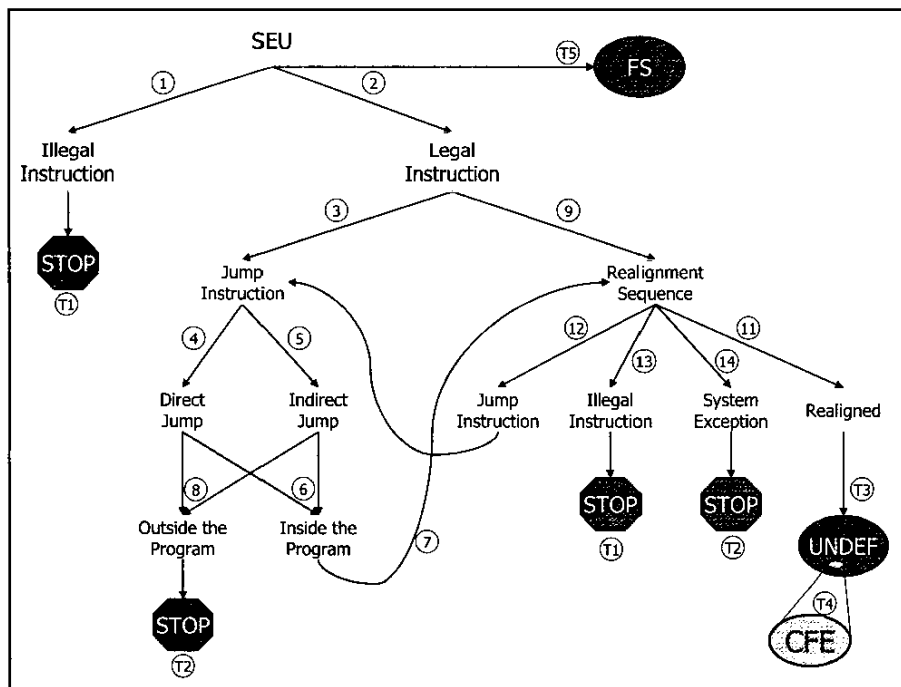 SEU
T5
FS
1
2
Illegal
Instruction
Legal
Instruction
3
9
STOP
T1
Jump
Instruction
Realignment
Sequence
4
5
12
13
14
11
Direct
Jump
Indirect
Jump
Jump
Instruction
Illegal
Instruction
System
Exception
Realigned
8
6
7
STOP
T1
STOP
T2
T3
Outside the
Program
Inside the
Program
UNDEF
STOP
T2
T4
CFE